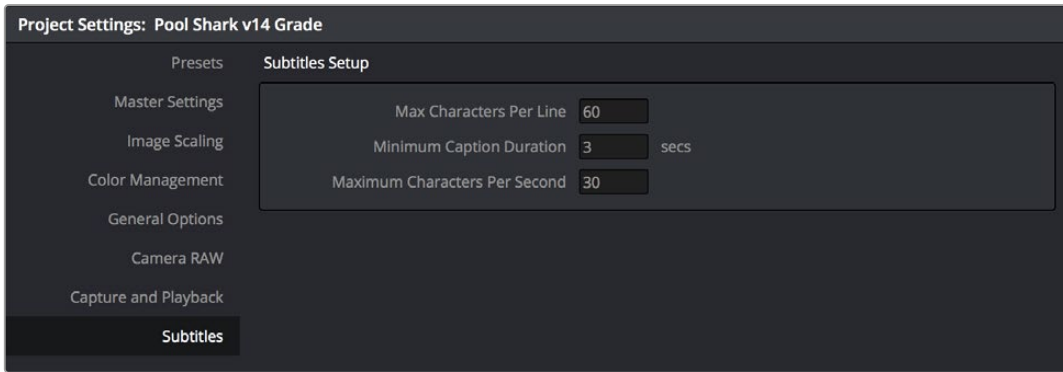 Project Settings: Pool Shark v14 Grade
Presets
Master Settings
Image Scaling
Color Management
General Options
Camera RAW
Capture and Playback
Subtitles
Subtitles Setup
Max Characters Per Line 60
Minimum Caption Duration 3 secs
Maximum Characters Per Second 30